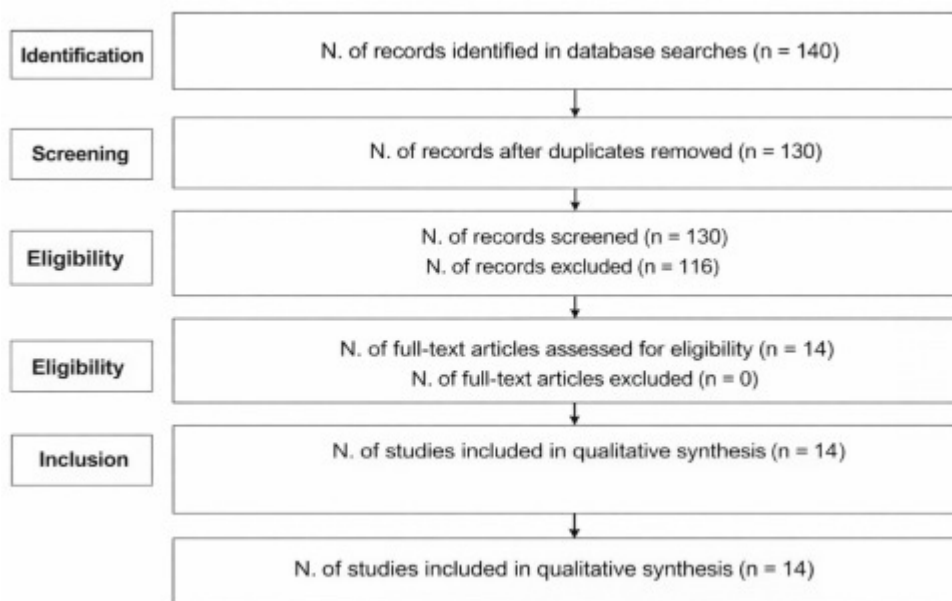 Identification
N. of records identified in database searches (n = 140)
Screening
N. of records after duplicates removed (n = 130)
Eligibility
N. of records screened (n = 130)
N. of records excluded (n = 116)
Eligibility
N. of full-text articles assessed for eligibility (n = 14)
N. of full-text articles excluded (n = 0)
Inclusion
N. of studies included in qualitative synthesis (n = 14)
N. of studies included in qualitative synthesis (n = 14)